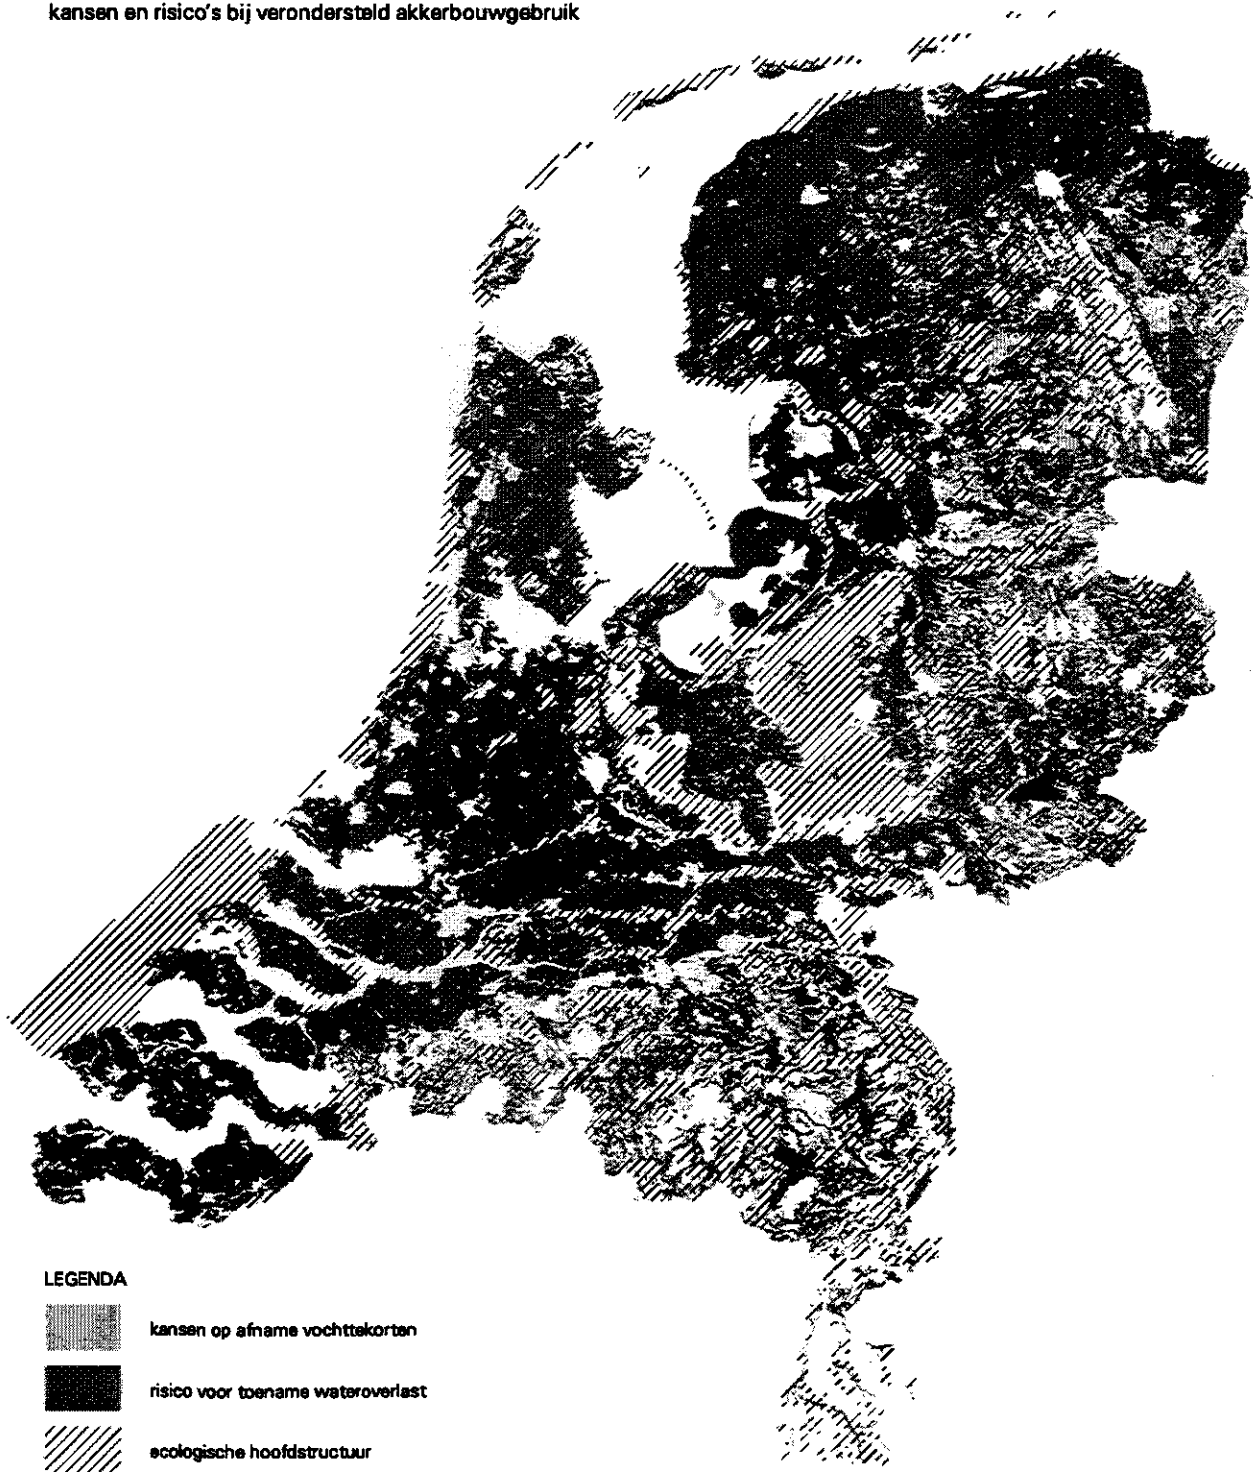 kansen en risico's bij verondersteld akkerbouwgebruik
LEGENDA
kansen op afname vochttekorten
risico voor toename wateroverlast
ecologische hoofdstructuur